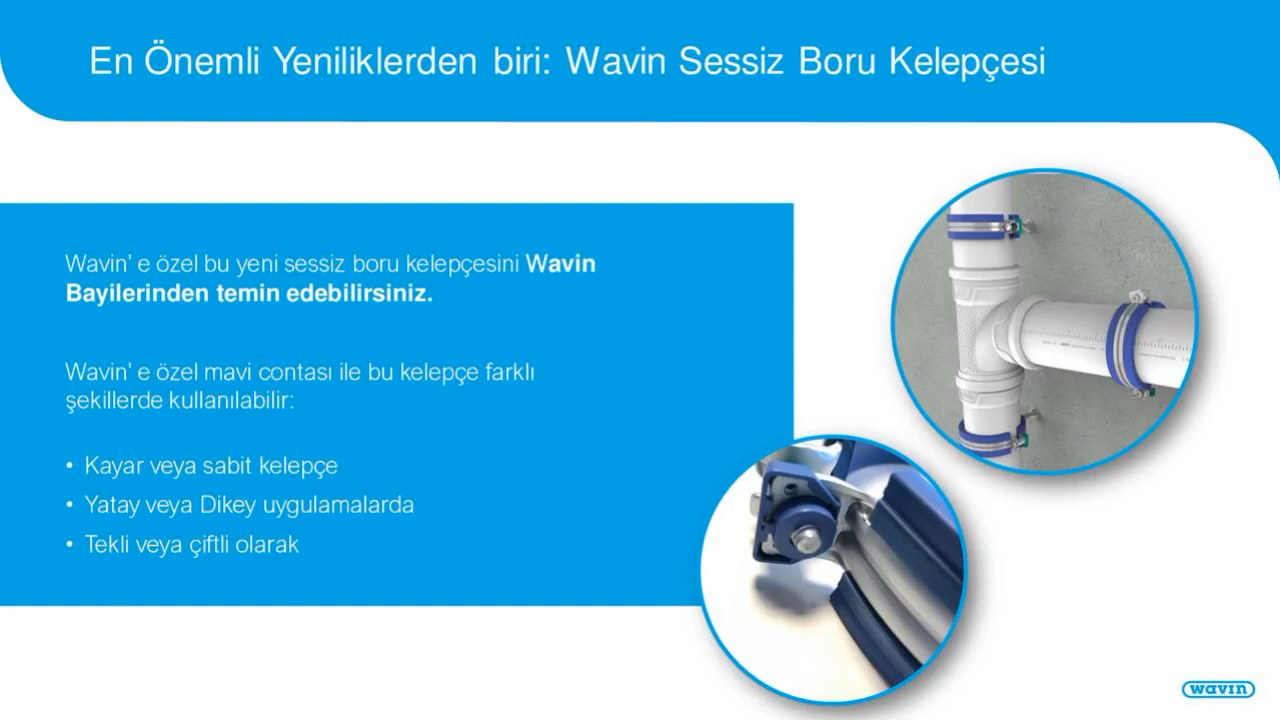 En Önemli Yeniliklerden biri: Wavin Sessiz Boru Kelepçesi
Wavin' e özel bu yeni sessiz boru kelepçesini Wavin
Bayilerinden temin edebilirsiniz.
Wavin' e özel mavi contası ile bu kelepçe farklı
şekillerde kullanılabilir:
• Kayar veya sabit kelepçe
• Yatay veya Dikey uygulamalarda
• Tekli veya çiftli olarak
wavin